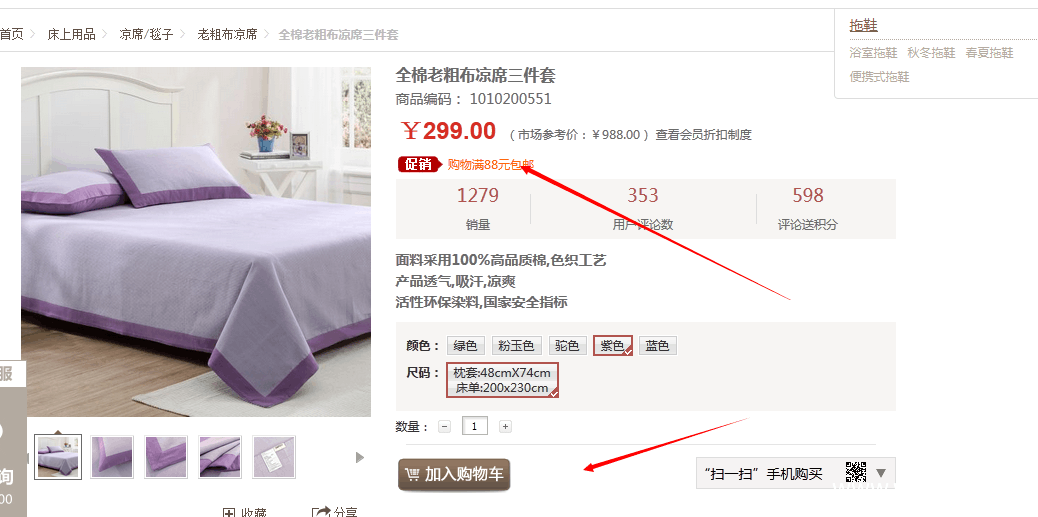 首页 > 床上用品 > 凉席/毯子 > 老粗布凉席 > 全棉老粗布凉席三件套
拖鞋
浴室拖鞋 秋冬拖鞋 春夏拖鞋
便携式拖鞋
全棉老粗布凉席三件套
商品编码： 1010200551
￥299.00 （ 市场参考价：￥988.00 ） 查看会员折扣制度
促销 购物满88元包邮
1279 353 598
销量 用户评论数 评论送积分
面料采用100%高品质棉,色织工艺
产品透气,吸汗,凉爽
活性环保染料,国家安全指标
颜色： 绿色 粉玉色 驼色 紫色 蓝色
尺码： 枕套:48cmX74cm
床单:200x230cm
服
数量： − 1 +
询
00
加入购物车
“扫一扫” 手机购买
收藏 分享